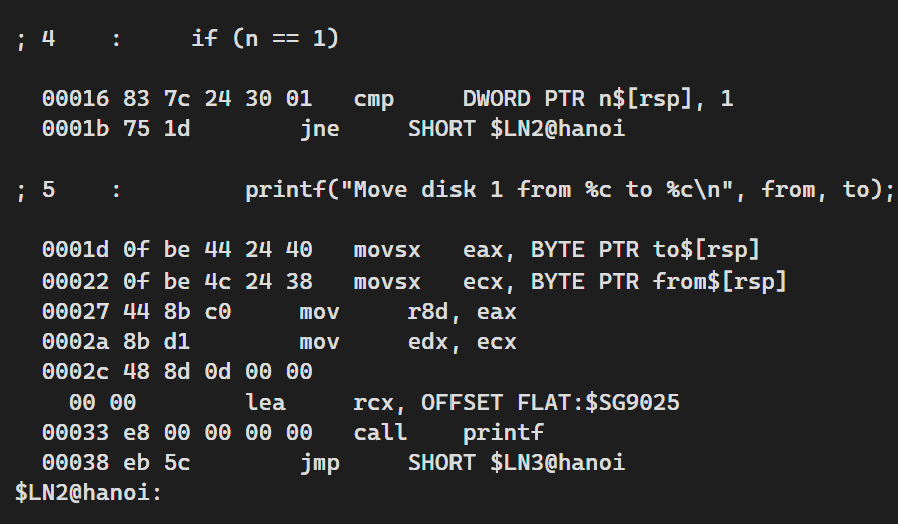 ; 4    :     if (n == 1)
  00016 83 7c 24 30 01   cmp     DWORD PTR n$[rsp], 1
  0001b 75 1d        jne     SHORT $LN2@hanoi
; 5    :         printf("Move disk 1 from %c to %c\n", from, to);
  0001d 0f be 44 24 40   movsx   eax, BYTE PTR to$[rsp]
  00022 0f be 4c 24 38   movsx   ecx, BYTE PTR from$[rsp]
  00027 44 8b c0     mov     r8d, eax
  0002a 8b d1        mov     edx, ecx
  0002c 48 8d 0d 00 00
    00 00        lea     rcx, OFFSET FLAT:$SG9025
  00033 e8 00 00 00 00   call    printf
  00038 eb 5c        jmp     SHORT $LN3@hanoi
$LN2@hanoi: